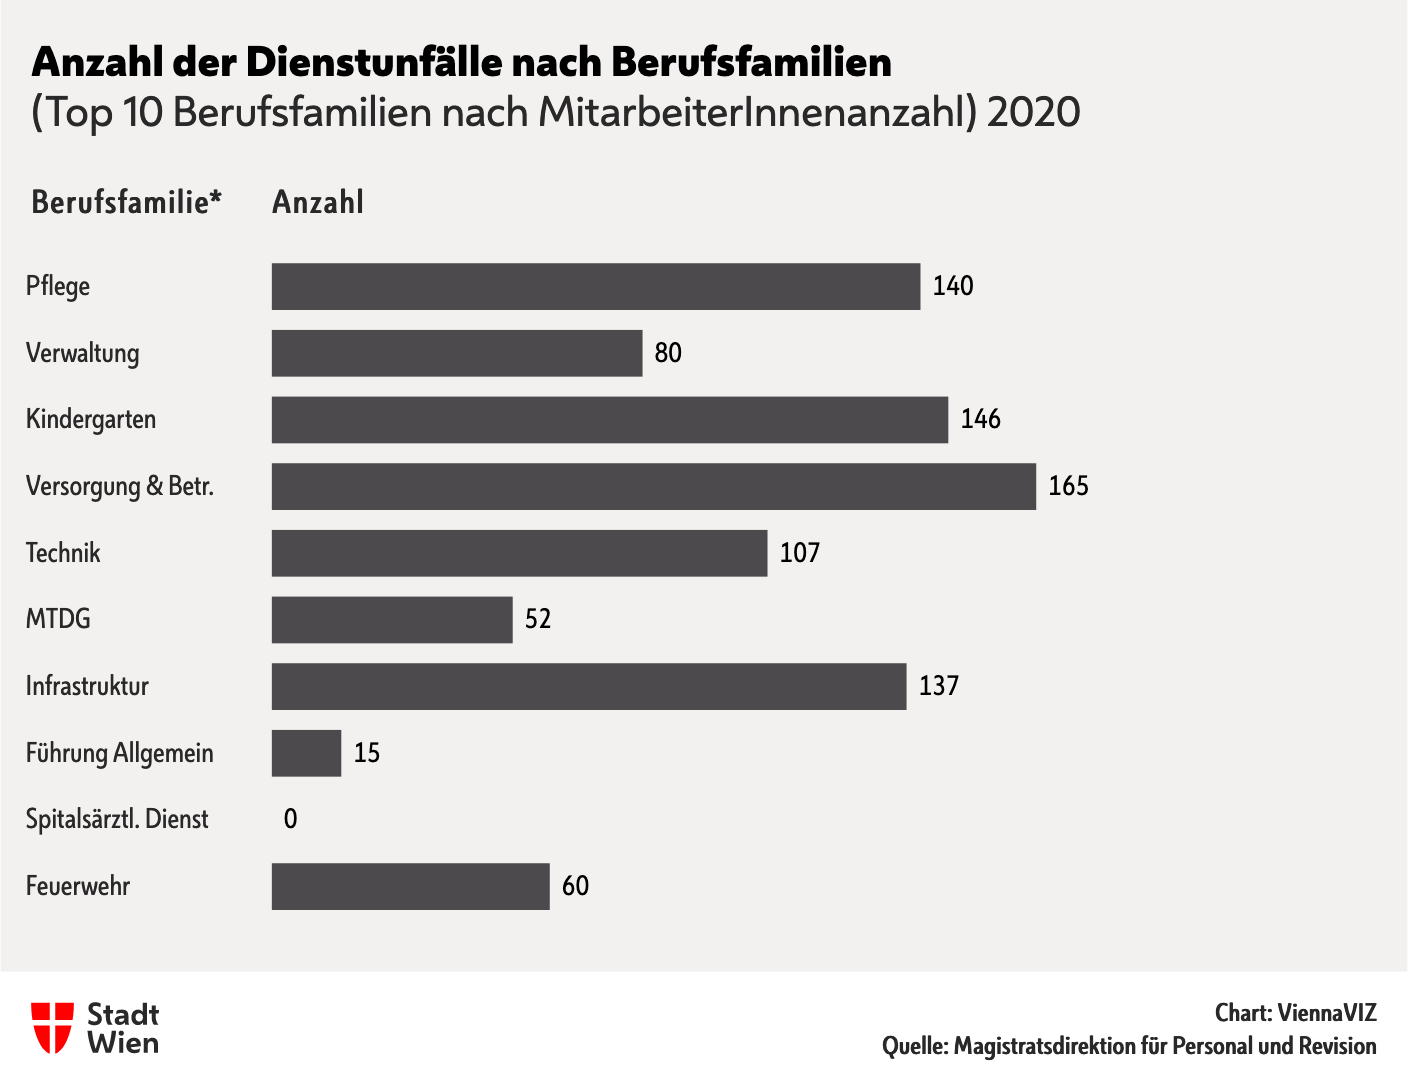 Anzahl der Dienstunfälle nach Berufsfamilien
(Top 10 Berufsfamilien nach MitarbeiterInnenanzahl) 2020
Berufsfamilie* Anzahl
Pflege 140
Verwaltung 80
Kindergarten 146
Versorgung & Betr. 165
Technik 107
MTDG 52
Infrastruktur 137
Führung Allgemein 15
Spitalsärztl. Dienst 0
Feuerwehr 60
Stadt
Wien
Chart: ViennaVIZ
Quelle: Magistratsdirektion für Personal und Revision